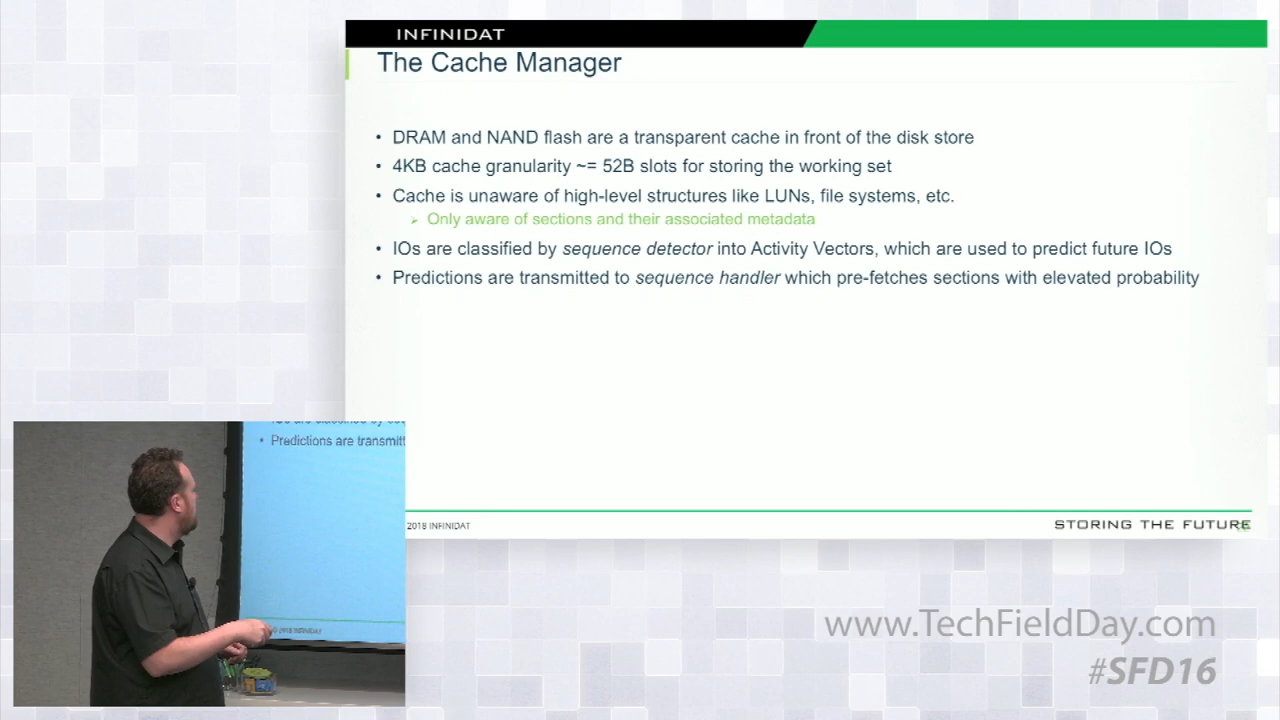 INFINIDAT
The Cache Manager
• DRAM and NAND flash are a transparent cache in front of the disk store
• 4KB cache granularity ~= 52B slots for storing the working set
• Cache is unaware of high-level structures like LUNs, file systems, etc.
➢ Only aware of sections and their associated metadata
• IOs are classified by sequence detector into Activity Vectors, which are used to predict future IOs
• Predictions are transmitted to sequence handler which pre-fetches sections with elevated probability
2018 INFINIDAT
STORING THE FUTURE
• Predictions are transmitt
© 2018 INFINIDAT
www.TechFieldDay.com
#SFD16